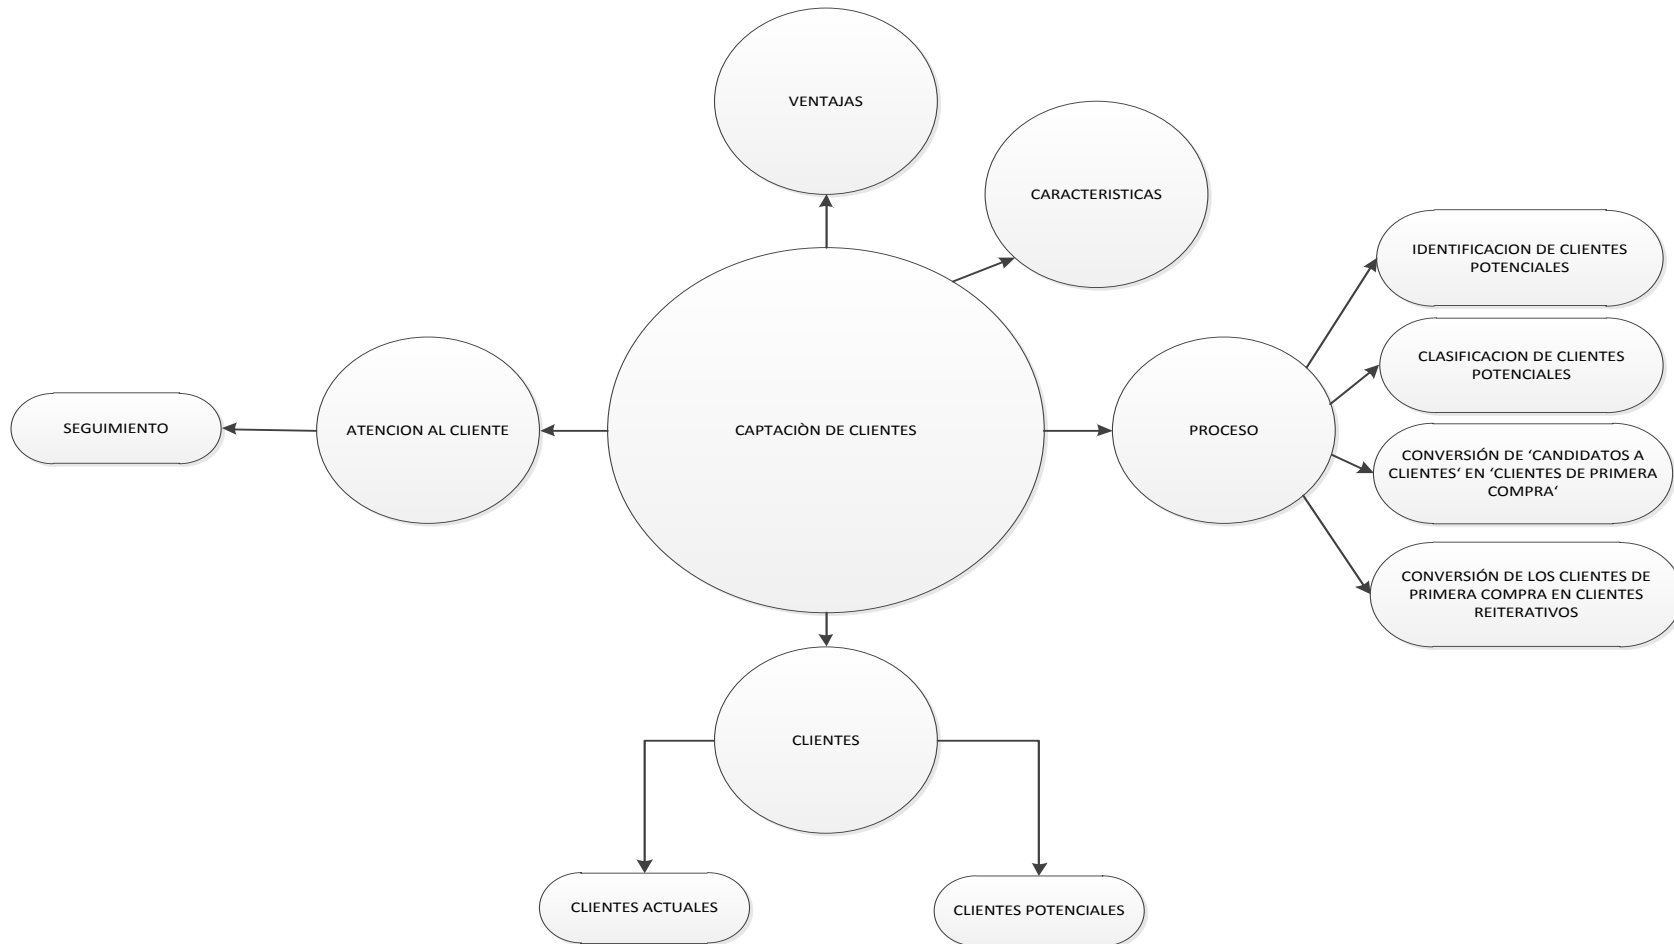 VENTAJAS
CARACTERISTICAS
IDENTIFICACION DE CLIENTES
POTENCIALES
CLASIFICACION DE CLIENTES
POTENCIALES
SEGUIMIENTO
ATENCION AL CLIENTE
CAPTACIÒN DE CLIENTES
PROCESO
CONVERSIÓN DE ‘CANDIDATOS A
CLIENTES‘ EN ‘CLIENTES DE PRIMERA
COMPRA‘
CONVERSIÓN DE LOS CLIENTES DE
PRIMERA COMPRA EN CLIENTES
REITERATIVOS
CLIENTES
CLIENTES ACTUALES
CLIENTES POTENCIALES